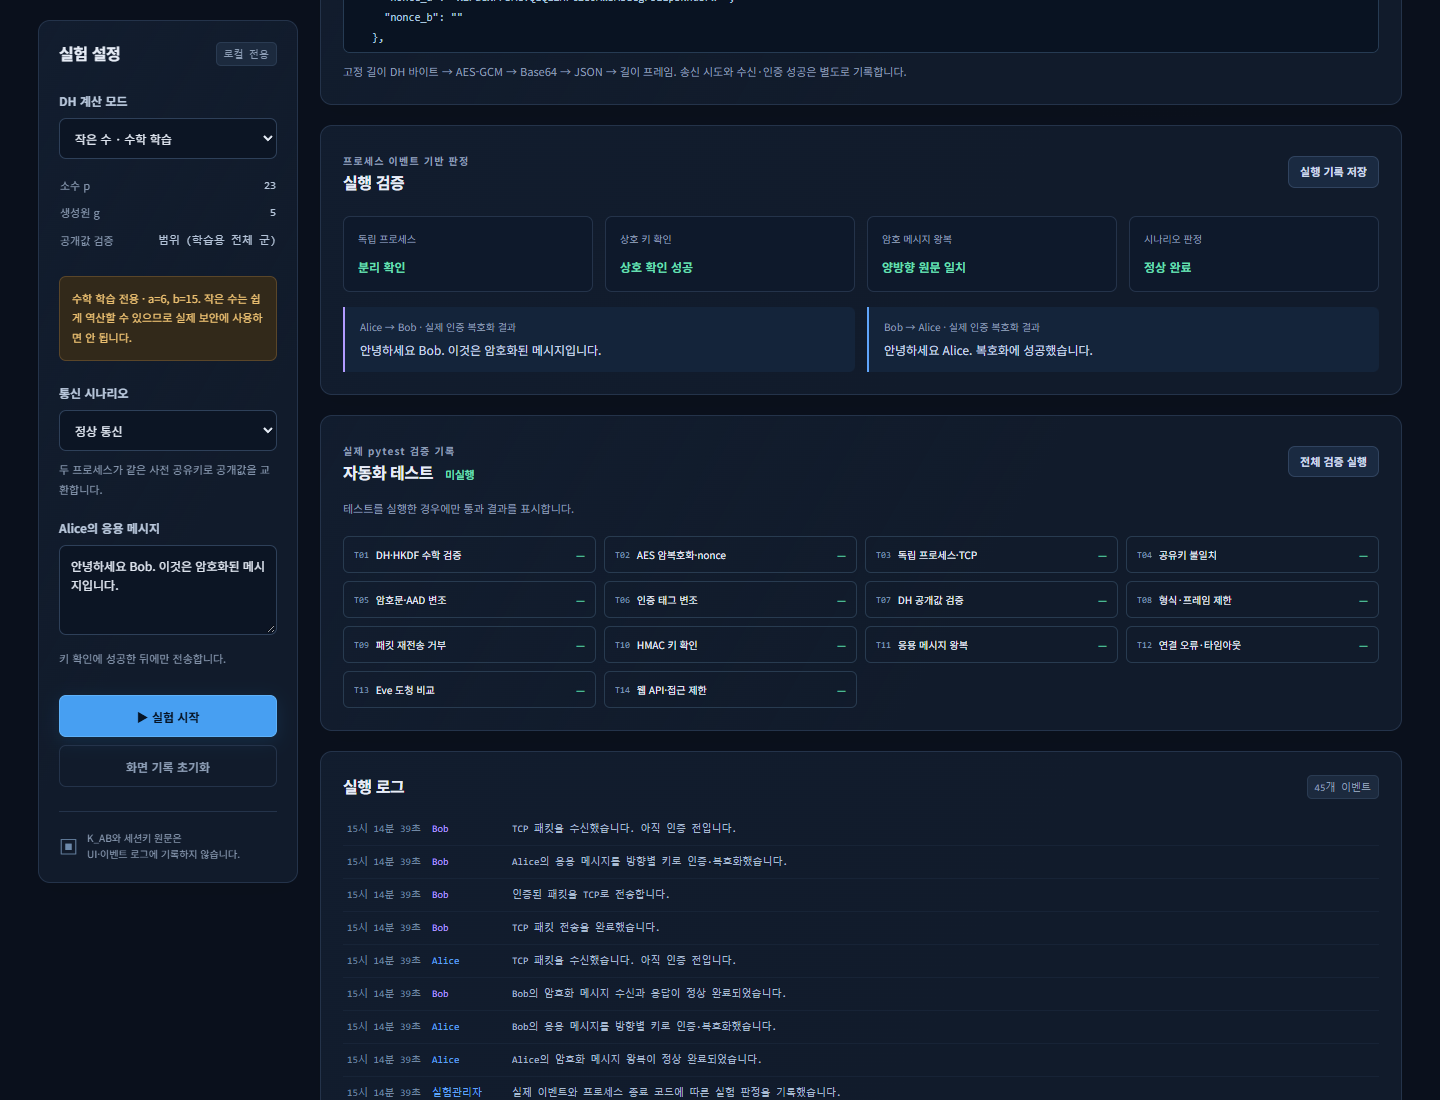 실험 설정
로컬 전용
DH 계산 모드
작은 수 · 수학 학습
소수 p
23
생성원 g
5
공개값 검증
범위 (학습용 전체 군)
수학 학습 전용 · a=6, b=15. 작은 수는 쉽
게 역산할 수 있으므로 실제 보안에 사용하
면 안 됩니다.
통신 시나리오
정상 통신
두 프로세스가 같은 사전 공유키로 공개값을 교
환합니다.
Alice의 응용 메시지
안녕하세요 Bob. 이것은 암호화된 메시
지입니다.
키 확인에 성공한 뒤에만 전송합니다.
▶ 실험 시작
화면 기록 초기화
K_AB와 세션키 원문은
UI·이벤트 로그에 기록하지 않습니다.
"nonce_b": ""
},
고정 길이 DH 바이트 → AES-GCM → Base64 → JSON → 길이 프레임. 송신 시도와 수신·인증 성공은 별도로 기록합니다.
프로세스 이벤트 기반 판정
실행 검증
실행 기록 저장
독립 프로세스
분리 확인
상호 키 확인
상호 확인 성공
암호 메시지 왕복
양방향 원문 일치
시나리오 판정
정상 완료
Alice → Bob · 실제 인증 복호화 결과
안녕하세요 Bob. 이것은 암호화된 메시지입니다.
Bob → Alice · 실제 인증 복호화 결과
안녕하세요 Alice. 복호화에 성공했습니다.
실제 pytest 검증 기록
자동화 테스트 미실행
전체 검증 실행
테스트를 실행한 경우에만 통과 결과를 표시합니다.
T01 DH·HKDF 수학 검증 —
T02 AES 암복호화·nonce —
T03 독립 프로세스·TCP —
T04 공유키 불일치 —
T05 암호문·AAD 변조 —
T06 인증 태그 변조 —
T07 DH 공개값 검증 —
T08 형식·프레임 제한 —
T09 패킷 재전송 거부 —
T10 HMAC 키 확인 —
T11 응용 메시지 왕복 —
T12 연결 오류·타임아웃 —
T13 Eve 도청 비교 —
T14 웹 API·접근 제한 —
실행 로그
45개 이벤트
15시 14분 39초 Bob TCP 패킷을 수신했습니다. 아직 인증 전입니다.
15시 14분 39초 Bob Alice의 응용 메시지를 방향별 키로 인증·복호화했습니다.
15시 14분 39초 Bob 인증된 패킷을 TCP로 전송합니다.
15시 14분 39초 Bob TCP 패킷 전송을 완료했습니다.
15시 14분 39초 Alice TCP 패킷을 수신했습니다. 아직 인증 전입니다.
15시 14분 39초 Bob Bob의 암호화 메시지 수신과 응답이 정상 완료되었습니다.
15시 14분 39초 Alice Bob의 응용 메시지를 방향별 키로 인증·복호화했습니다.
15시 14분 39초 Alice Alice의 암호화 메시지 왕복이 정상 완료되었습니다.
15시 14분 39초 실험관리자 실제 이벤트와 프로세스 종료 코드에 따른 실험 판정을 기록했습니다.